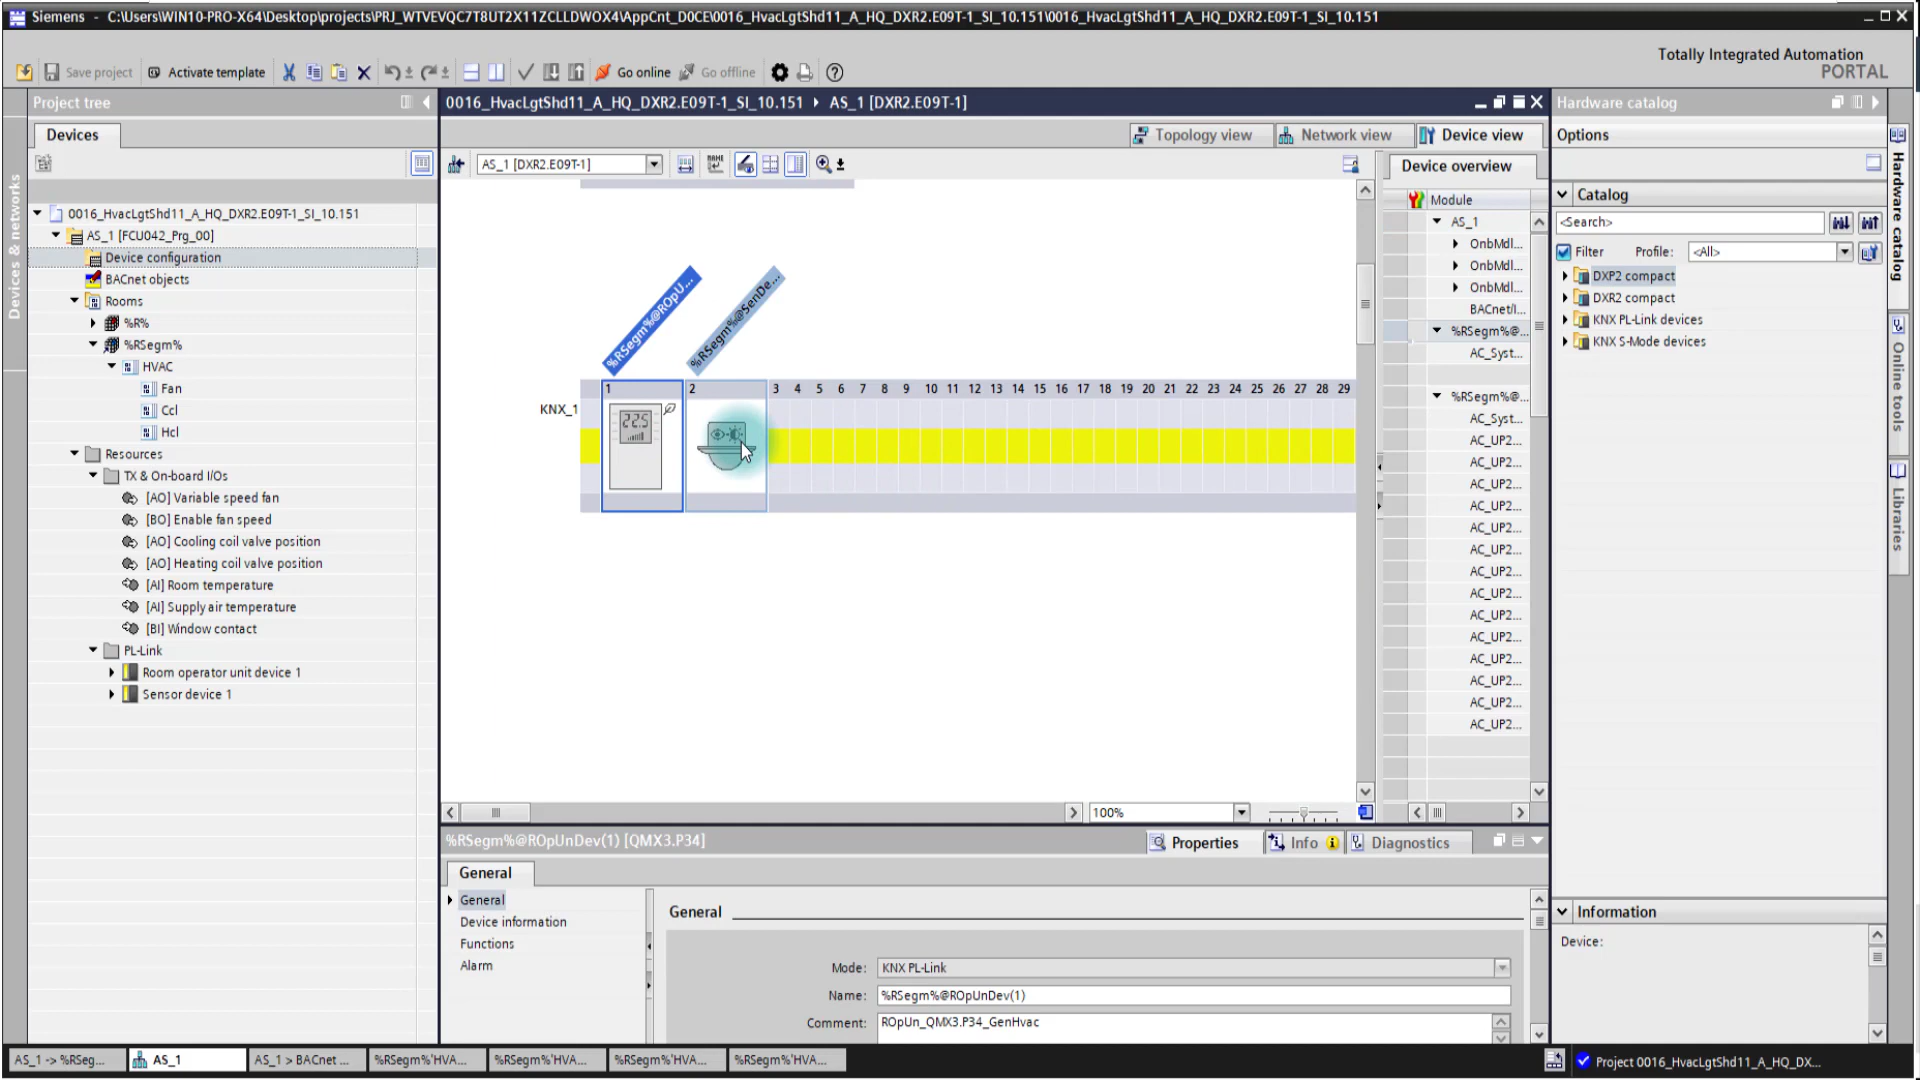 Siemens - C:\Users\WIN10-PRO-X64\Desktop\projects\PRJ_WTVEVQC7T8UT2X11ZCLLDWOX4\AppCnt_D0CE\0016_HvacLgtShd11_A_HQ_DXR2.E09T-1_SI_10.151\0016_HvacLgtShd11_A_HQ_DXR2.E09T-1_SI_10.151
Totally Integrated Automation
PORTAL
Save project
Activate template
Go online
Go offline
Project tree
0016_HvacLgtShd11_A_HQ_DXR2.E09T-1_SI_10.151 ▸ AS_1 [DXR2.E09T-1]
Hardware catalog
Devices
Topology view
Network view
Device view
Options
AS_1 [DXR2.E09T-1]
Device overview
Devices & networks
0016_HvacLgtShd11_A_HQ_DXR2.E09T-1_SI_10.151
AS_1 [FCU042_Prg_00]
Device configuration
BACnet objects
Rooms
%R%
%RSegm%
HVAC
Fan
Ccl
Hcl
Resources
TX & On-board I/Os
[AO] Variable speed fan
[BO] Enable fan speed
[AO] Cooling coil valve position
[AO] Heating coil valve position
[AI] Room temperature
[AI] Supply air temperature
[BI] Window contact
PL-Link
Room operator unit device 1
Sensor device 1
%RSegm%@ROpU...
%RSegm%@SenDe...
1 2 3 4 5 6 7 8 9 10 11 12 13 14 15 16 17 18 19 20 21 22 23 24 25 26 27 28 29
KNX_1
22.5
100%
Module
AS_1
OnbMdl...
OnbMdl...
OnbMdl...
BACnet/I...
%RSegm%@...
AC_Syst...
%RSegm%@...
AC_Syst...
AC_UP2...
AC_UP2...
AC_UP2...
AC_UP2...
AC_UP2...
AC_UP2...
AC_UP2...
AC_UP2...
AC_UP2...
AC_UP2...
AC_UP2...
AC_UP2...
AC_UP2...
AC_UP2...
Catalog
<Search>
Filter
Profile:
<All>
DXP2 compact
DXR2 compact
KNX PL-Link devices
KNX S-Mode devices
Hardware catalog
Online tools
Libraries
Information
Device:
%RSegm%@ROpUnDev(1) [QMX3.P34]
Properties
Info
Diagnostics
General
General
Device information
Functions
Alarm
General
Mode: KNX PL-Link
Name: %RSegm%@ROpUnDev(1)
Comment: ROpUn_QMX3.P34_GenHvac
AS_1 -> %RSeg...
AS_1
AS_1 > BACnet ...
%RSegm%'HVA...
%RSegm%'HVA...
%RSegm%'HVA...
%RSegm%'HVA...
Project 0016_HvacLgtShd11_A_HQ_DX...